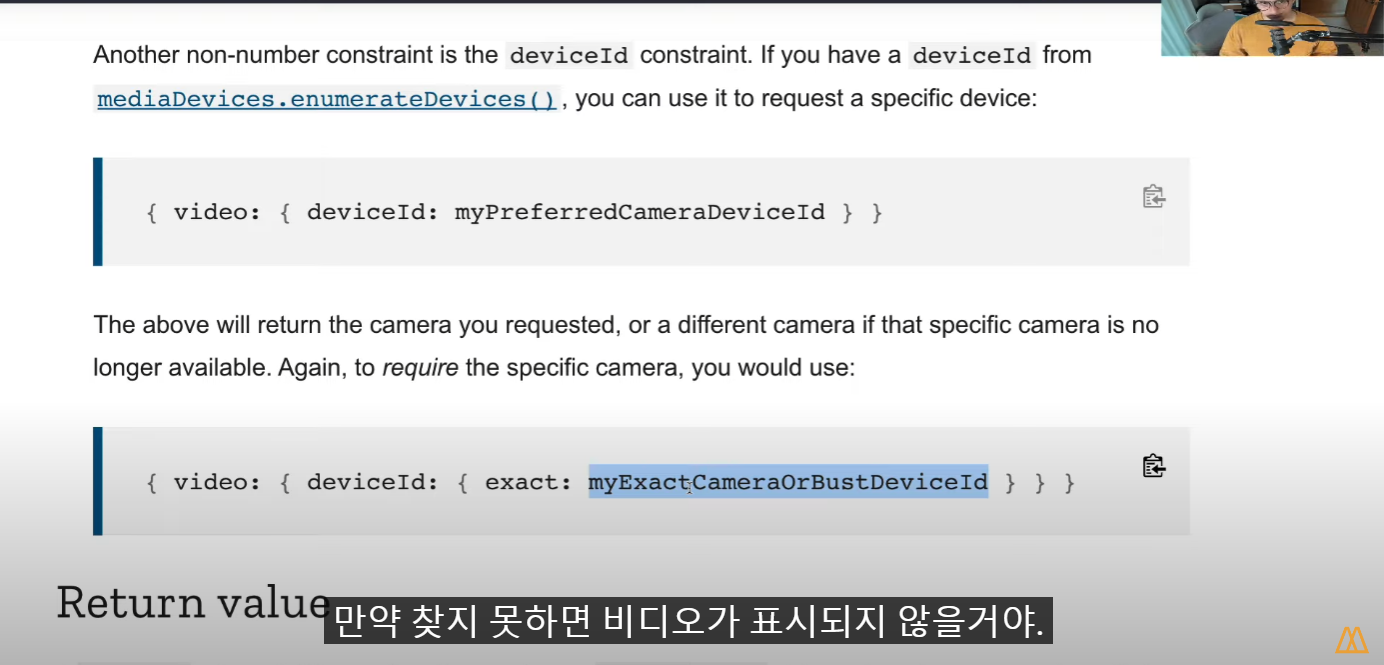 Another non-number constraint is the deviceId constraint. If you have a deviceId from
mediaDevices.enumerateDevices(), you can use it to request a specific device:
{ video: { deviceId: myPreferredCameraDeviceId } }
The above will return the camera you requested, or a different camera if that specific camera is no
longer available. Again, to require the specific camera, you would use:
{ video: { deviceId: { exact: myExactCameraOrBustDeviceId } } }
Return value
만약 찾지 못하면 비디오가 표시되지 않을거야.